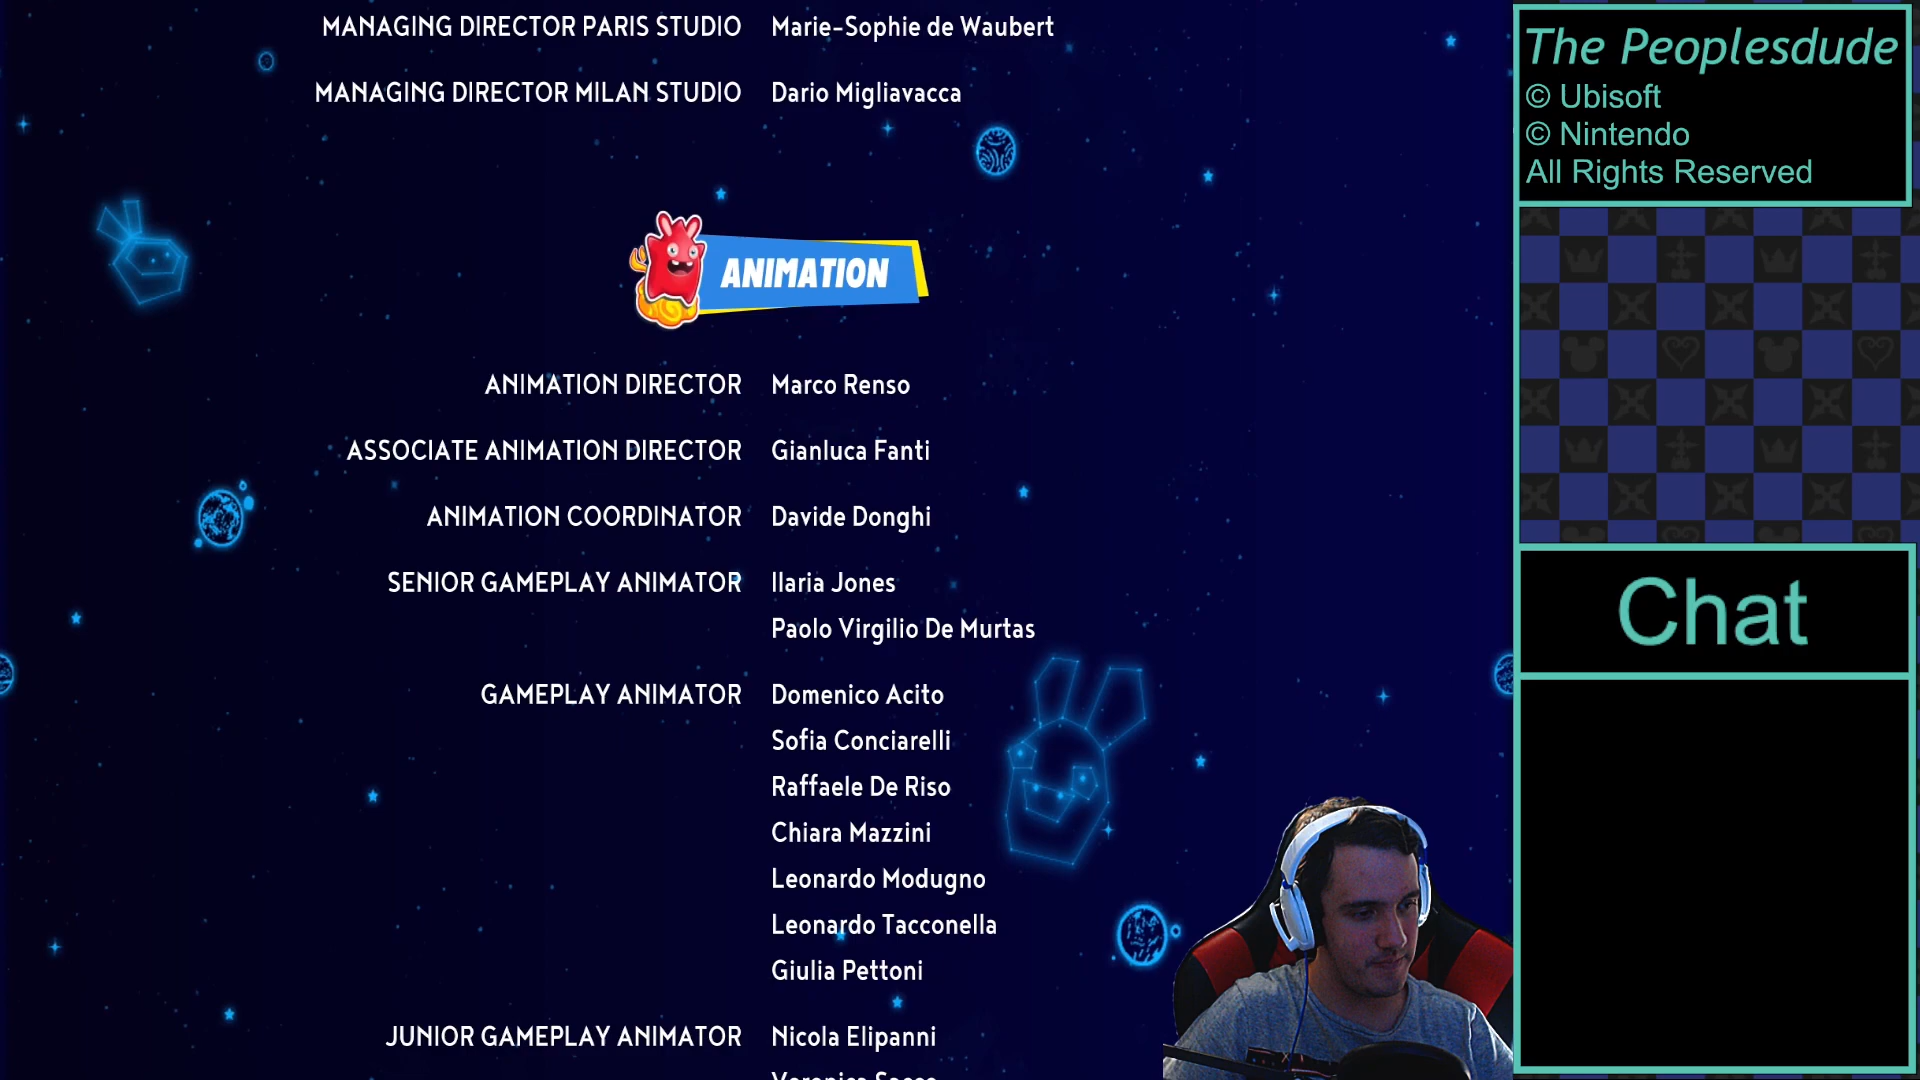 MANAGING DIRECTOR PARIS STUDIO Marie-Sophie de Waubert
MANAGING DIRECTOR MILAN STUDIO Dario Migliavacca
ANIMATION
ANIMATION DIRECTOR Marco Renso
ASSOCIATE ANIMATION DIRECTOR Gianluca Fanti
ANIMATION COORDINATOR Davide Donghi
SENIOR GAMEPLAY ANIMATOR Ilaria Jones
Paolo Virgilio De Murtas
GAMEPLAY ANIMATOR Domenico Acito
Sofia Conciarelli
Raffaele De Riso
Chiara Mazzini
Leonardo Modugno
Leonardo Tacconella
Giulia Pettoni
JUNIOR GAMEPLAY ANIMATOR Nicola Elipanni
The Peoplesdude
© Ubisoft
© Nintendo
All Rights Reserved
Chat